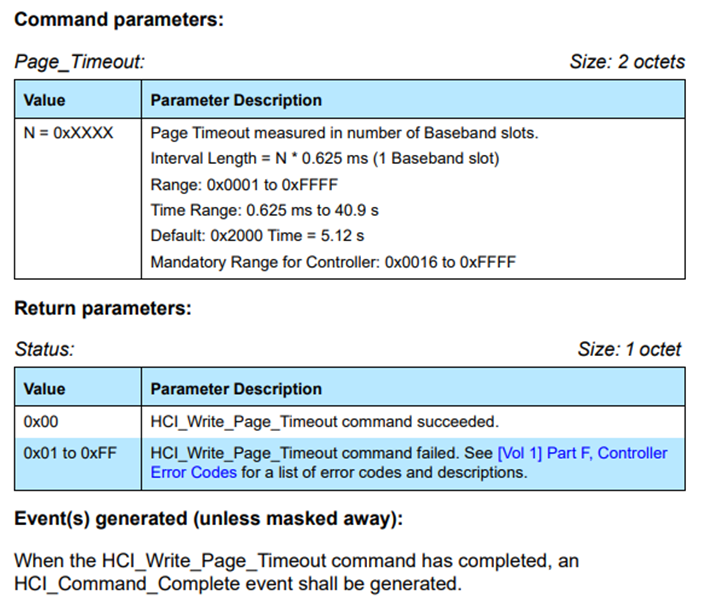 Command parameters:
Page_Timeout: Size: 2 octets
Value Parameter Description
N = 0xXXXX Page Timeout measured in number of Baseband slots.
Interval Length = N * 0.625 ms (1 Baseband slot)
Range: 0x0001 to 0xFFFF
Time Range: 0.625 ms to 40.9 s
Default: 0x2000 Time = 5.12 s
Mandatory Range for Controller: 0x0016 to 0xFFFF
Return parameters:
Status: Size: 1 octet
Value Parameter Description
0x00 HCI_Write_Page_Timeout command succeeded.
0x01 to 0xFF HCI_Write_Page_Timeout command failed. See [Vol 1] Part F, Controller
Error Codes for a list of error codes and descriptions.
Event(s) generated (unless masked away):
When the HCI_Write_Page_Timeout command has completed, an
HCI_Command_Complete event shall be generated.